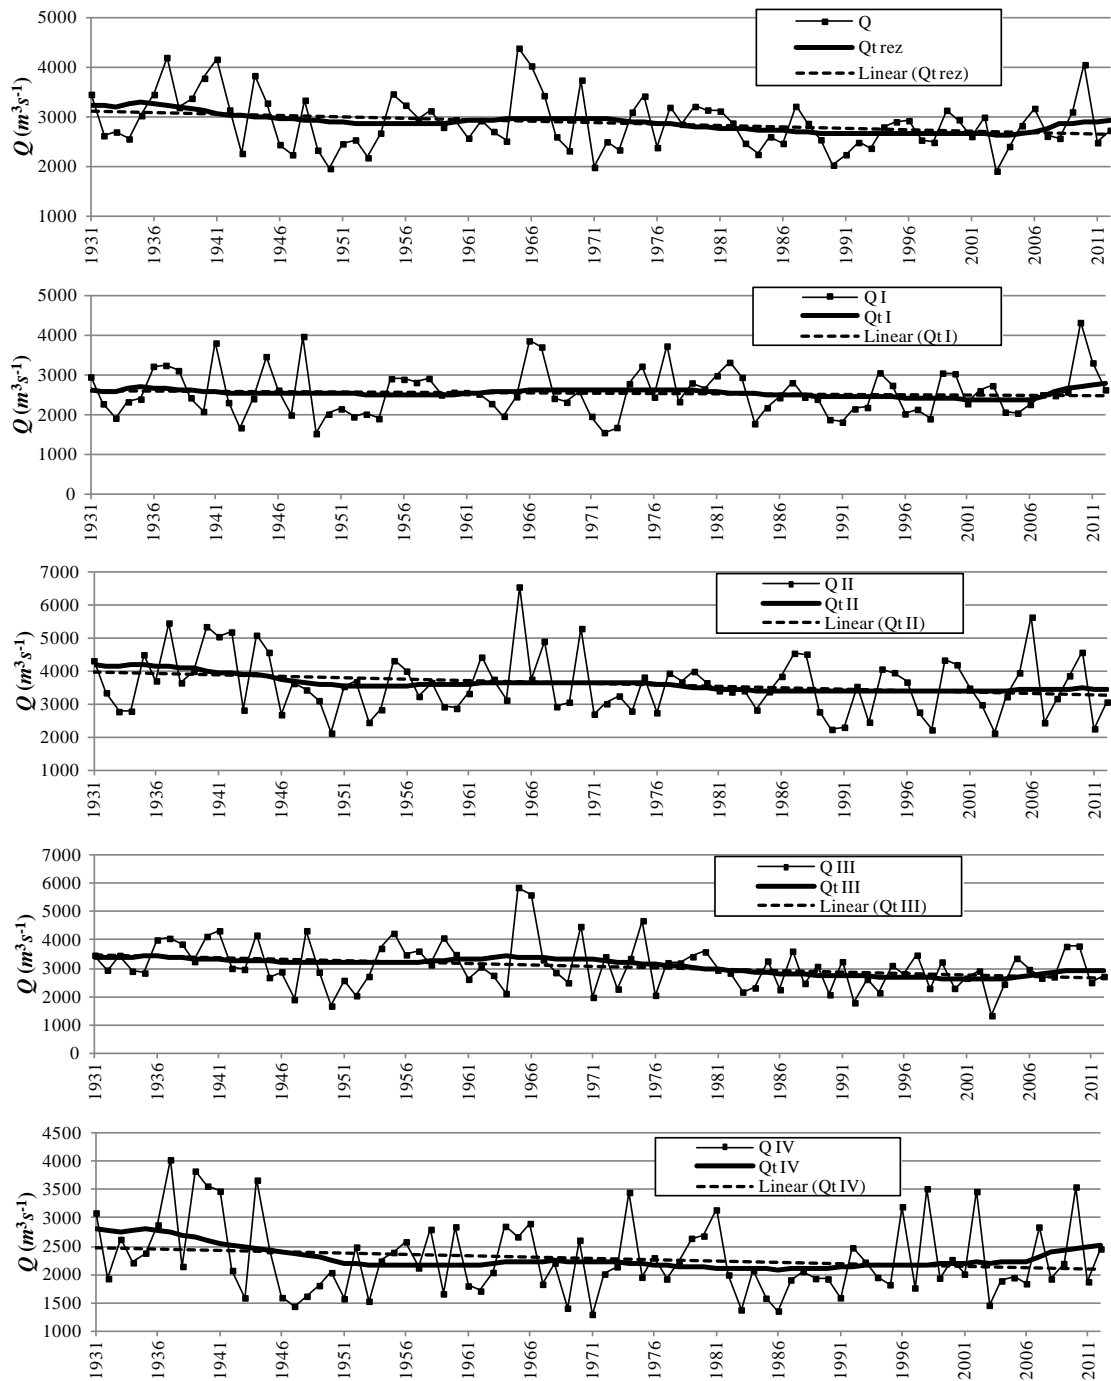 5000
4000
3000
2000
1000
Q (m³s⁻¹)
Q
Qt rez
Linear (Qt rez)
1931 1936 1941 1946 1951 1956 1961 1966 1971 1976 1981 1986 1991 1996 2001 2006 2011
5000
4000
3000
2000
1000
0
Q (m³s⁻¹)
Q I
Qt I
Linear (Qt I)
1931 1936 1941 1946 1951 1956 1961 1966 1971 1976 1981 1986 1991 1996 2001 2006 2011
7000
6000
5000
4000
3000
2000
1000
Q (m³s⁻¹)
Q II
Qt II
Linear (Qt II)
1931 1936 1941 1946 1951 1956 1961 1966 1971 1976 1981 1986 1991 1996 2001 2006 2011
7000
6000
5000
4000
3000
2000
1000
0
Q (m³s⁻¹)
Q III
Qt III
Linear (Qt III)
1931 1936 1941 1946 1951 1956 1961 1966 1971 1976 1981 1986 1991 1996 2001 2006 2011
4500
4000
3500
3000
2500
2000
1500
1000
Q (m³s⁻¹)
Q IV
Qt IV
Linear (Qt IV)
1931 1936 1941 1946 1951 1956 1961 1966 1971 1976 1981 1986 1991 1996 2001 2006 2011